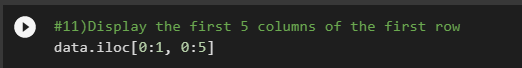 #11)Display the first 5 columns of the first row
data.iloc[0:1, 0:5]